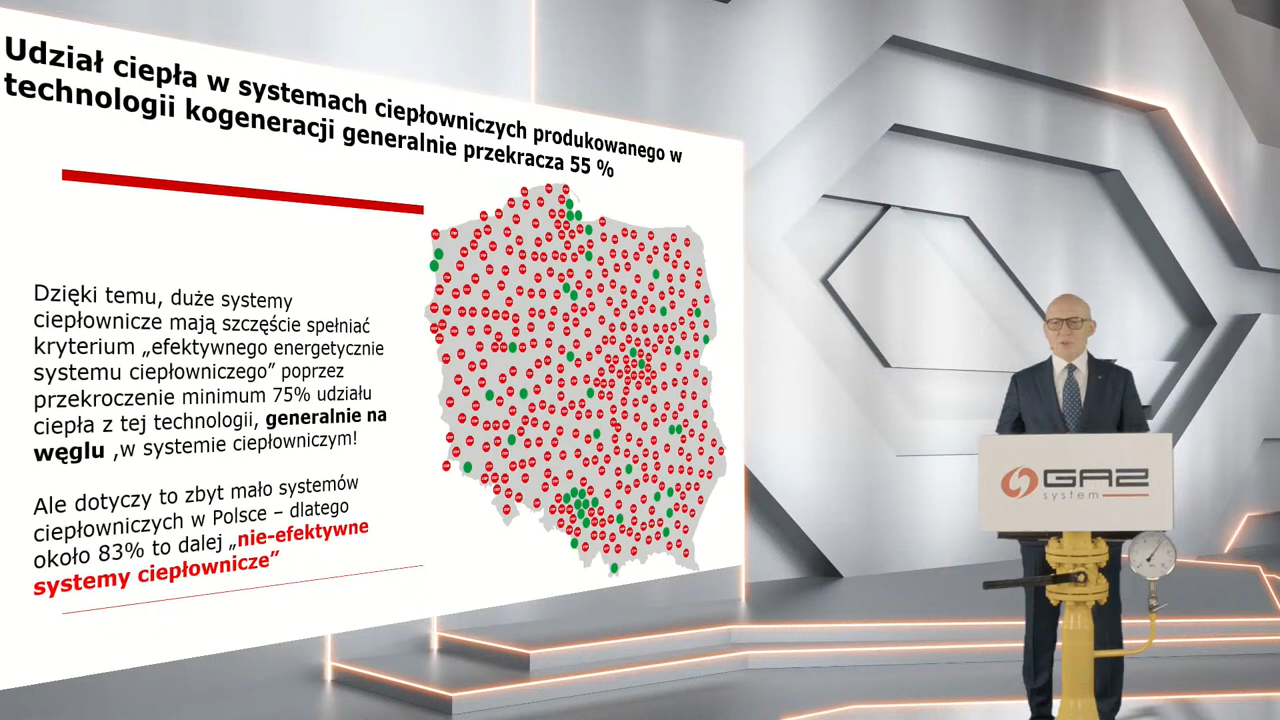 Udział ciepła w systemach ciepłowniczych produkowanego w
technologii kogeneracji generalnie przekracza 55 %
Dzięki temu, duże systemy
ciepłownicze mają szczęście spełniać
kryterium „efektywnego energetycznie
systemu ciepłowniczego” poprzez
przekroczenie minimum 75% udziału
ciepła z tej technologii, generalnie na
węglu ,w systemie ciepłowniczym!
Ale dotyczy to zbyt mało systemów
ciepłowniczych w Polsce – dlatego
około 83% to dalej „nie-efektywne
systemy ciepłownicze”
GAZ
system